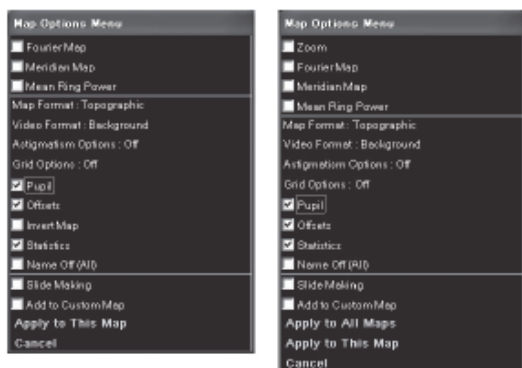 Map Options Menu
Fourier Map
Meridian Map
Mean Ring Power
Map Format : Topographic
Video Format : Background
Astigmatism Options : Off
Grid Options : Off
Pupil
Offsets
Invert Map
Statistics
Name Off (All)
Slide Making
Add to Custom Map
Apply to This Map
Cancel
Map Options Menu
Zoom
Fourier Map
Meridian Map
Mean Ring Power
Map Format : Topographic
Video Format : Background
Astigmatism Options : Off
Grid Options : Off
Pupil
Offsets
Statistics
Name Off (All)
Slide Making
Add to Custom Map
Apply to All Maps
Apply to This Map
Cancel